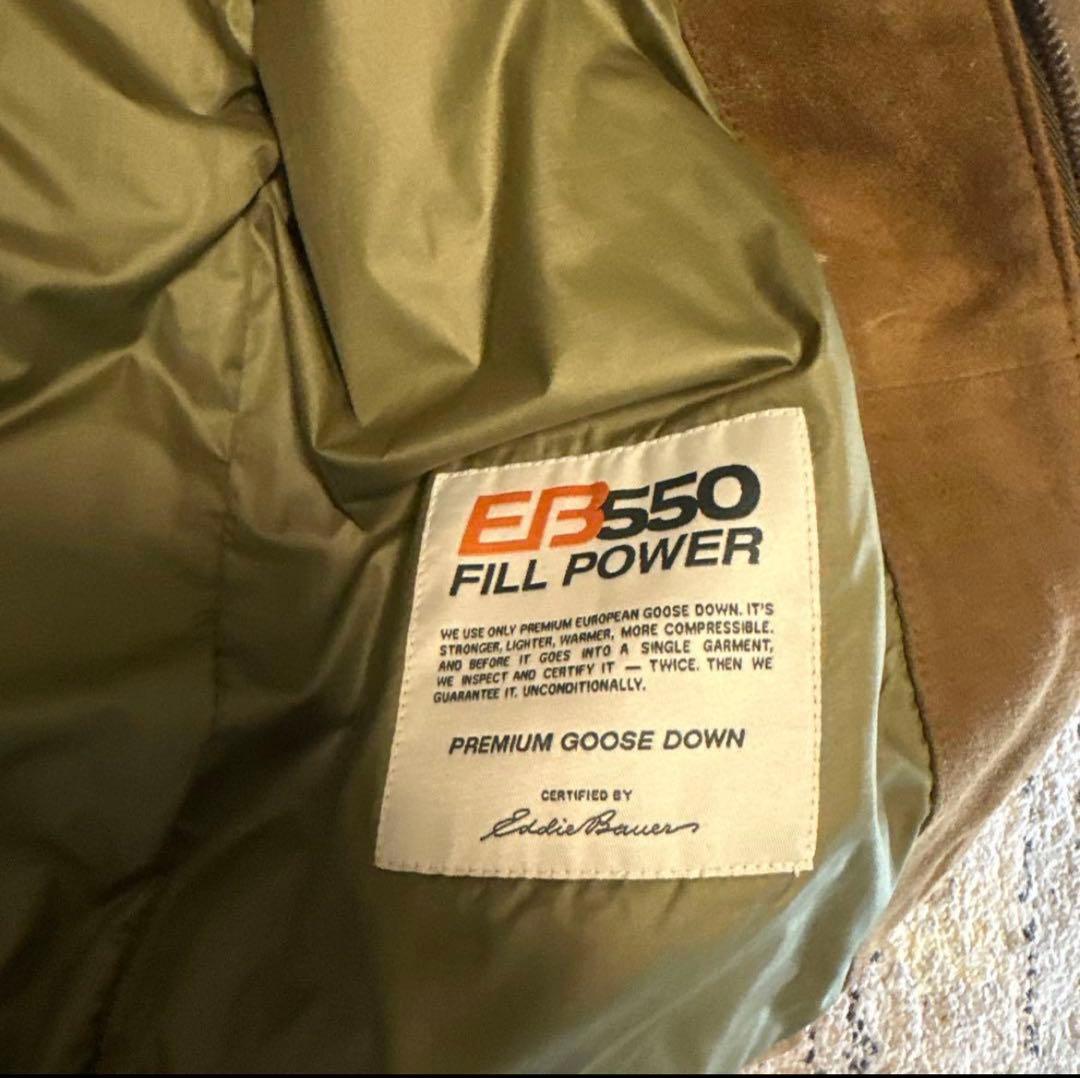 EB550
FILL POWER
WE USE ONLY PREMIUM EUROPEAN GOOSE DOWN. IT'S
STRONGER, LIGHTER, WARMER, MORE COMPRESSIBLE.
AND BEFORE IT GOES INTO A SINGLE GARMENT,
WE INSPECT AND CERTIFY IT — TWICE. THEN WE
GUARANTEE IT. UNCONDITIONALLY.
PREMIUM GOOSE DOWN
CERTIFIED BY
Eddie Bauer